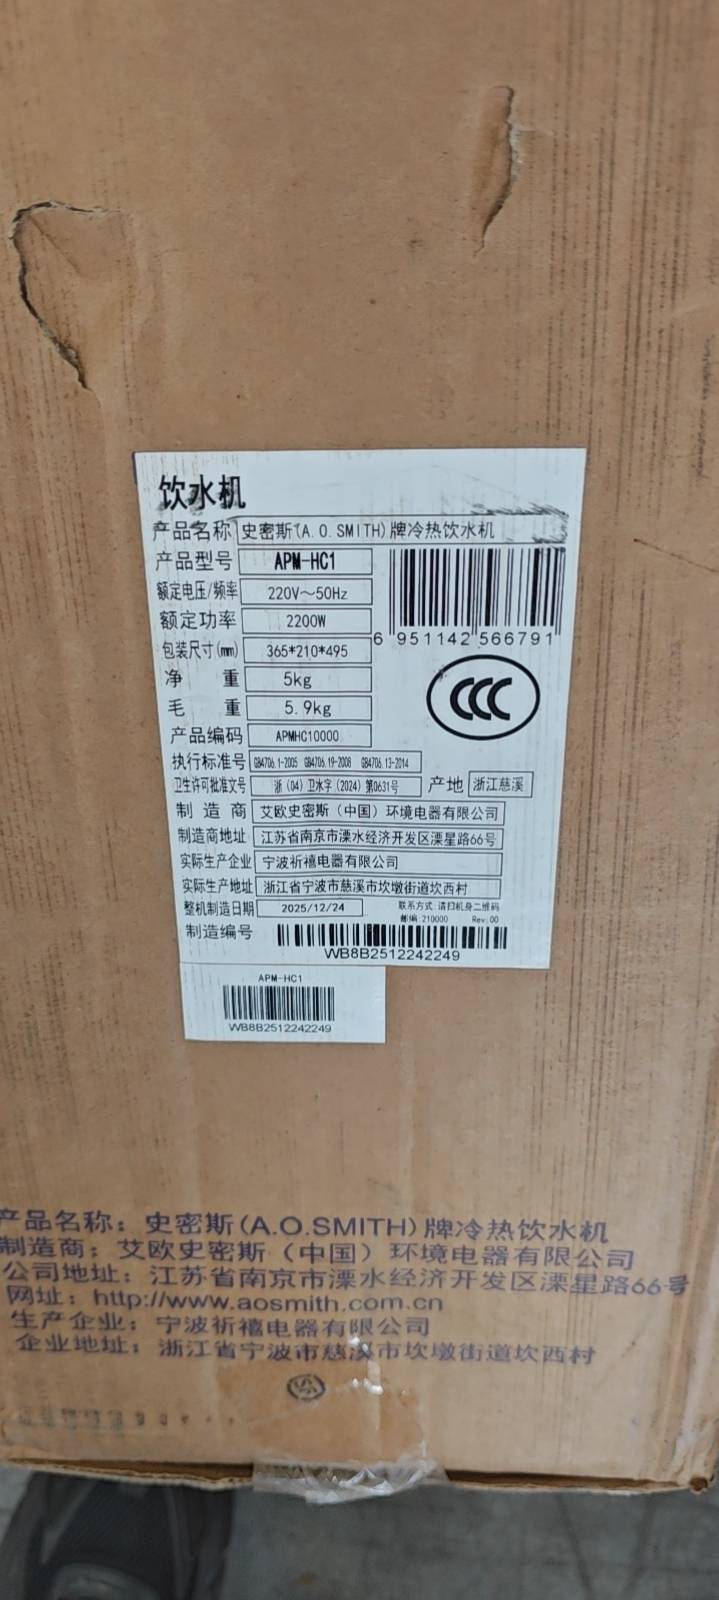 饮水机
产品名称 史密斯(A.O.SMITH)牌冷热饮水机
产品型号 APM-HC1
额定电压/频率 220V～50Hz
额定功率 2200W
包装尺寸(mm) 365*210*495
6 951142 566791
净 重 5kg
CCC
毛 重 5.9kg
产品编码 APMHC10000
执行标准号 GB4706.1-2005 GB4706.19-2008 GB4706.13-2014
卫生许可批准文号 浙(04)卫水字(2024)第0631号 产地 浙江慈溪
制造商 艾欧史密斯（中国）环境电器有限公司
制造商地址 江苏省南京市溧水经济开发区溧星路66号
实际生产企业 宁波祈禧电器有限公司
实际生产地址 浙江省宁波市慈溪市坎墩街道坎西村
整机制造日期 2025/12/24 联系方式:请扫机身二维码
邮编:210000 Rev:00
制造编号 WB8B2512242249
APM-HC1
WB8B2512242249
产品名称：史密斯(A.O.SMITH)牌冷热饮水机
制造商：艾欧史密斯（中国）环境电器有限公司
公司地址：江苏省南京市溧水经济开发区溧星路66号
网址：http://www.aosmith.com.cn
生产企业：宁波祈禧电器有限公司
企业地址：浙江省宁波市慈溪市坎墩街道坎西村